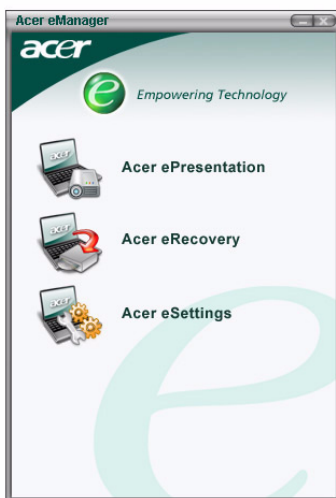 Acer eManager
acer
e Empowering Technology
Acer ePresentation
Acer eRecovery
Acer eSettings
e